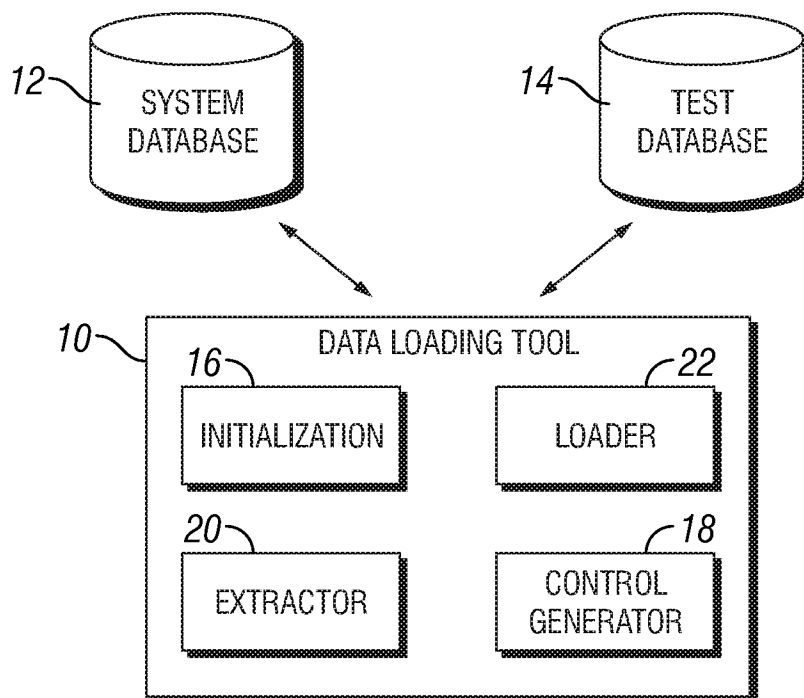 12
SYSTEM
DATABASE
14
TEST
DATABASE
10
DATA LOADING TOOL
16
INITIALIZATION
22
LOADER
20
EXTRACTOR
18
CONTROL
GENERATOR